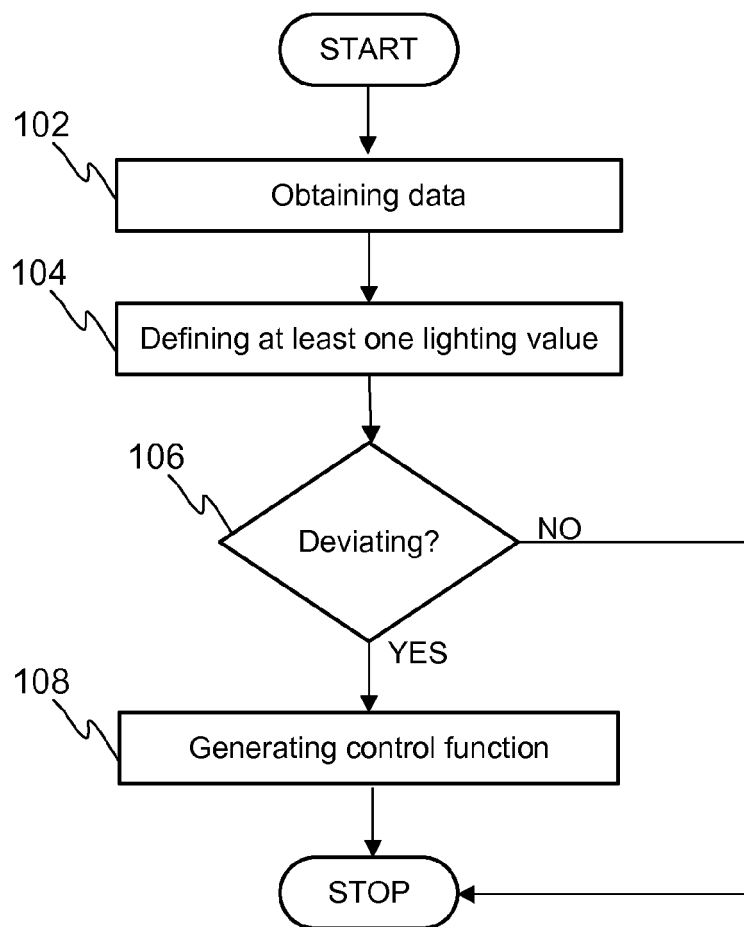 START
102
Obtaining data
104
Defining at least one lighting value
106
Deviating?
NO
YES
108
Generating control function
STOP